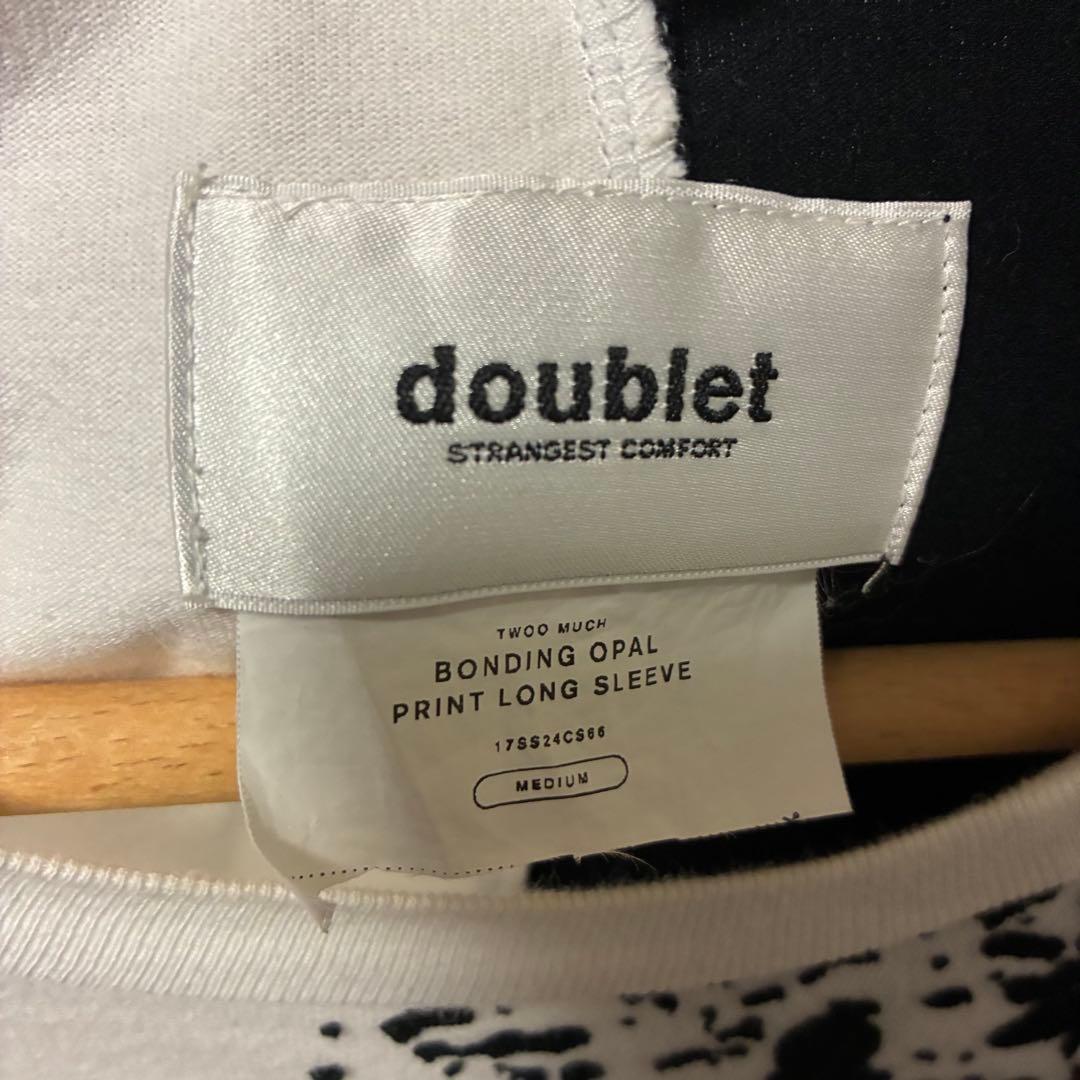 doublet
STRANGEST COMFORT
TWOO MUCH
BONDING OPAL
PRINT LONG SLEEVE
17SS24CS66
MEDIUM